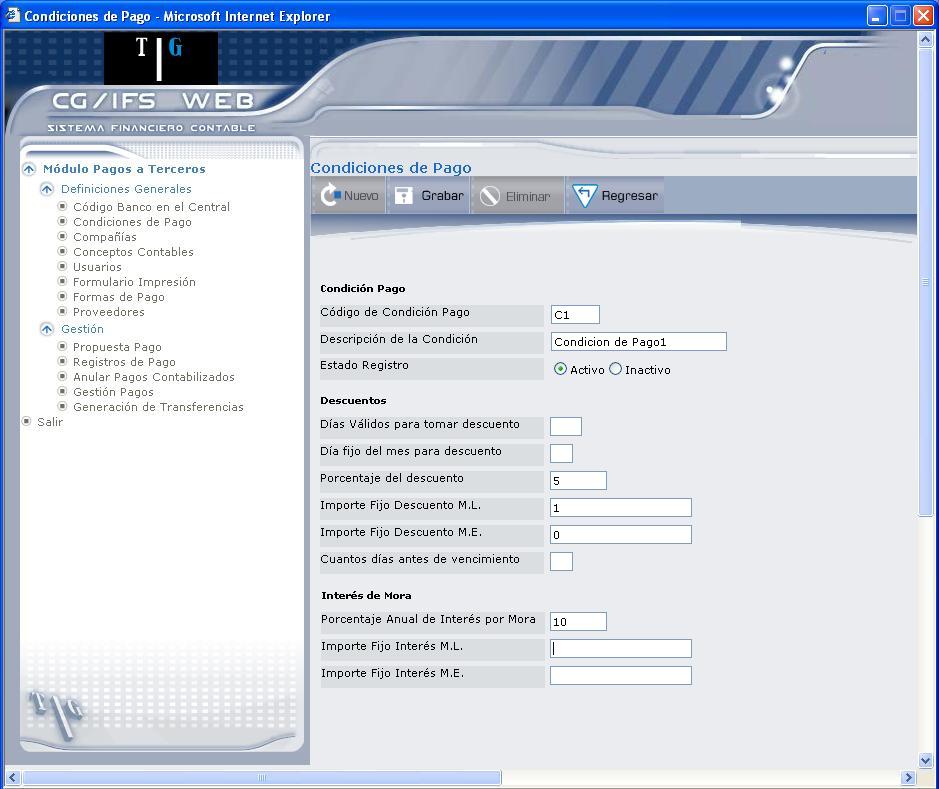 Condiciones de Pago - Microsoft Internet Explorer
T | G
CG/IFS WEB
SISTEMA FINANCIERO CONTABLE
Módulo Pagos a Terceros
Definiciones Generales
Código Banco en el Central
Condiciones de Pago
Compañías
Conceptos Contables
Usuarios
Formulario Impresión
Formas de Pago
Proveedores
Gestión
Propuesta Pago
Registros de Pago
Anular Pagos Contabilizados
Gestión Pagos
Generación de Transferencias
Salir
T | G
Condiciones de Pago
Nuevo Grabar Eliminar Regresar
Condición Pago
Código de Condición Pago C1
Descripción de la Condición Condicion de Pago1
Estado Registro Activo Inactivo
Descuentos
Días Válidos para tomar descuento
Día fijo del mes para descuento
Porcentaje del descuento 5
Importe Fijo Descuento M.L. 1
Importe Fijo Descuento M.E. 0
Cuantos días antes de vencimiento
Interés de Mora
Porcentaje Anual de Interés por Mora 10
Importe Fijo Interés M.L.
Importe Fijo Interés M.E.